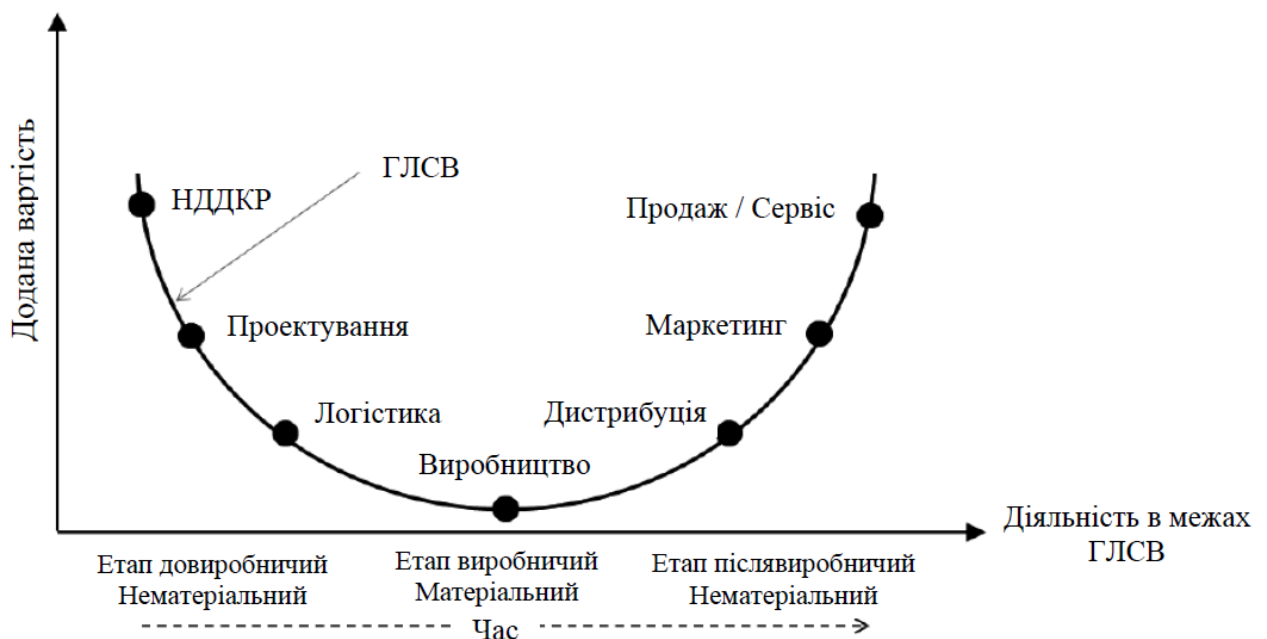 Додана вартість
ГЛСВ
НДДКР
Проектування
Логістика
Виробництво
Дистрибуція
Маркетинг
Продаж / Сервіс
Етап довиробничий
Нематеріальний
Етап виробничий
Матеріальний
Етап післявиробничий
Нематеріальний
Діяльність в межах
ГЛСВ
Час